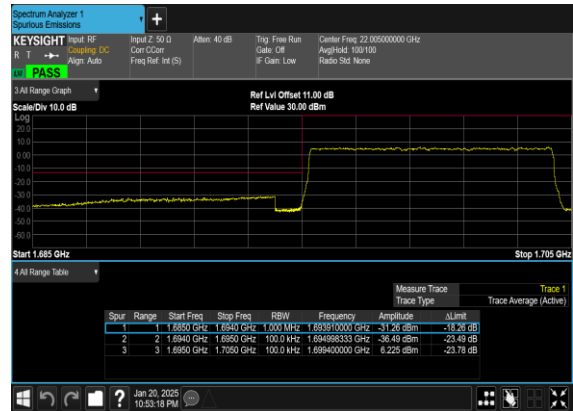 Spectrum Analyzer 1
Spurious Emissions
+
KEYSIGHT Input: RF Input Z: 50 Ω Atten: 40 dB Trig: Free Run Center Freq: 22.005000000 GHz
R T Coupling: DC Corr CCorr Gate: Off Avg|Hold: 100/100
Align: Auto Freq Ref: Int (S) IF Gain: Low Radio Std: None
PASS
3 All Range Graph
Ref Lvl Offset 11.00 dB
Scale/Div 10.0 dB Ref Value 30.00 dBm
Log
20.0
10.0
0.00
-10.0
-20.0
-30.0
-40.0
-50.0
-60.0
Start 1.685 GHz Stop 1.705 GHz
4 All Range Table
Measure Trace Trace 1
Trace Type Trace Average (Active)
Spur Range Start Freq Stop Freq RBW Frequency Amplitude ΔLimit
1 1 1.6850 GHz 1.6940 GHz 1.000 MHz 1.693910000 GHz -31.26 dBm -18.26 dB
2 2 1.6940 GHz 1.6950 GHz 100.0 kHz 1.694998333 GHz -36.49 dBm -23.49 dB
3 3 1.6950 GHz 1.7050 GHz 100.0 kHz 1.699400000 GHz 6.225 dBm -23.78 dB
?
Jan 20, 2025
10:53:18 PM